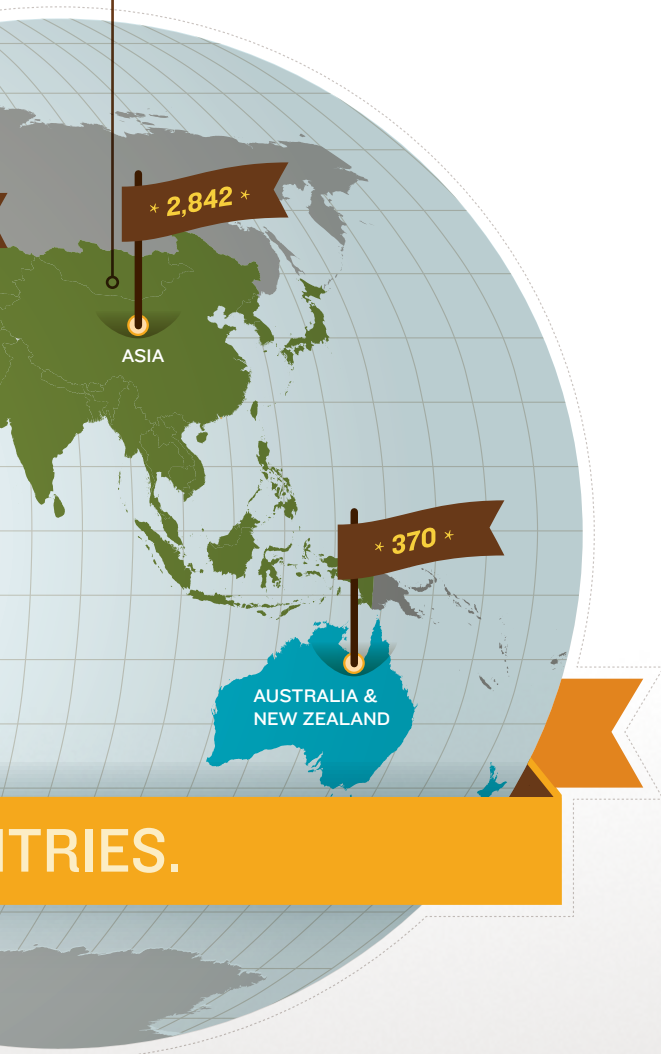 * 2,842 *
ASIA
* 370 *
AUSTRALIA &
NEW ZEALAND
TRIES.